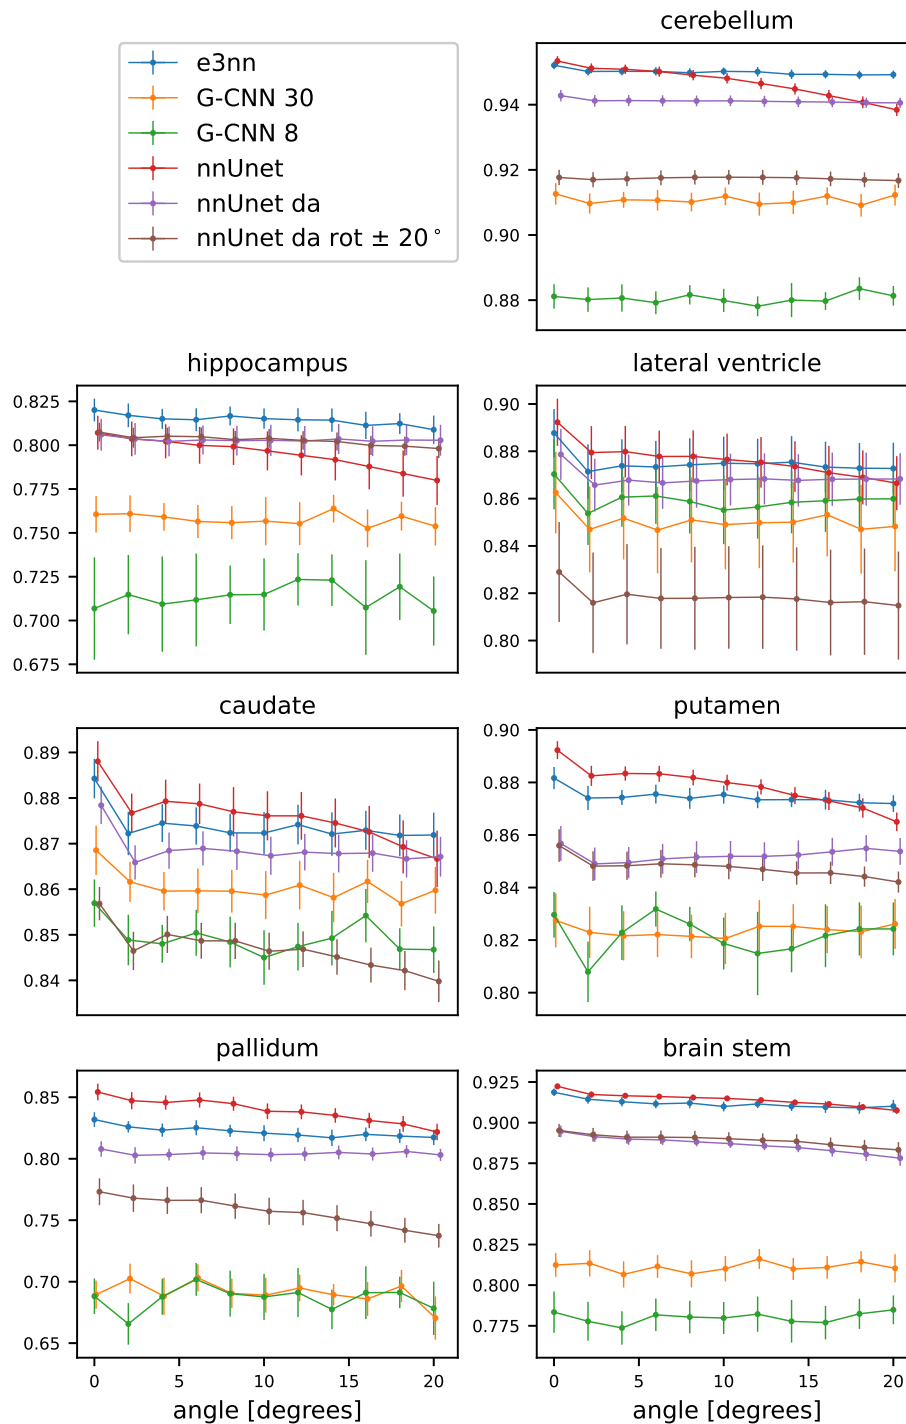 cerebellum
e3nn
G-CNN 30
G-CNN 8
nnUnet
nnUnet da
nnUnet da rot ± 20°
0.94
0.92
0.90
0.88
hippocampus
0.825
0.800
0.775
0.750
0.725
0.700
0.675
lateral ventricle
0.90
0.88
0.86
0.84
0.82
0.80
caudate
0.89
0.88
0.87
0.86
0.85
0.84
putamen
0.90
0.88
0.86
0.84
0.82
0.80
pallidum
0.85
0.80
0.75
0.70
0.65
0 5 10 15 20
angle [degrees]
brain stem
0.925
0.900
0.875
0.850
0.825
0.800
0.775
0 5 10 15 20
angle [degrees]